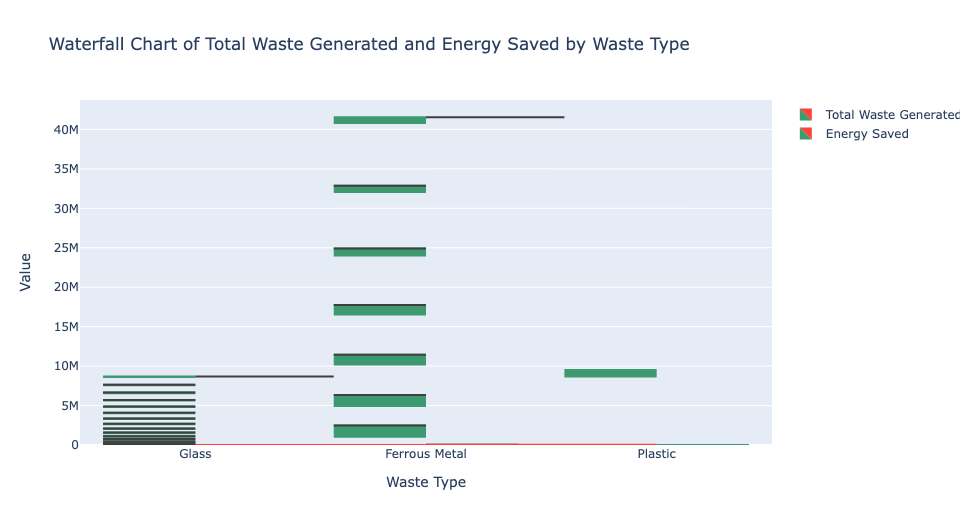 Waterfall Chart of Total Waste Generated and Energy Saved by Waste Type
Total Waste Generated
Energy Saved
40M
35M
30M
25M
20M
15M
10M
5M
0
Value
Glass
Ferrous Metal
Plastic
Waste Type